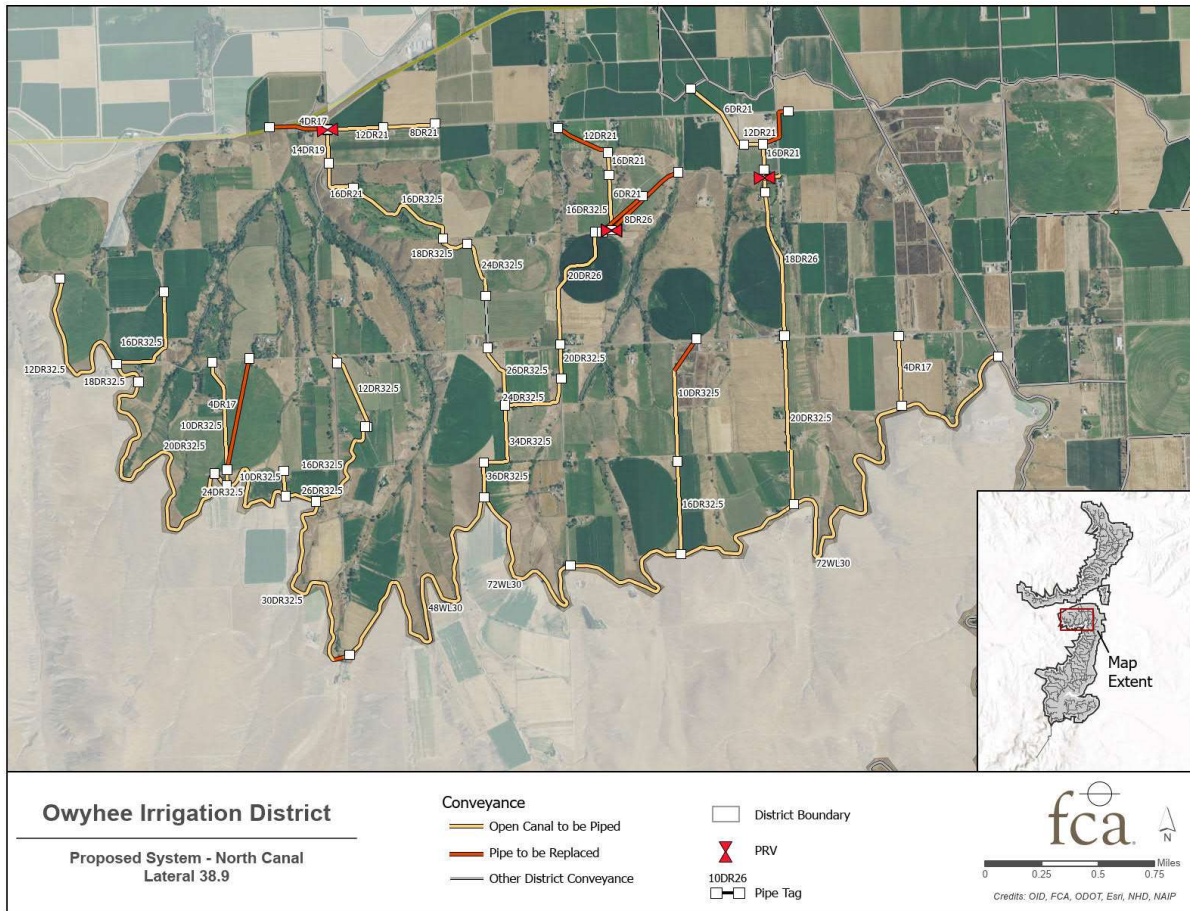 6DR21
4DR17
12DR21
8DR21
12DR21
12DR21
14DR19
16DR21
16DR21
16DR21
6DR21
16DR32.5
16DR32.5
8DR26
18DR32.5
24DR32.5
18DR26
20DR26
16DR32.5
12DR32.5
18DR32.5
4DR17
12DR32.5
26DR32.5
20DR32.5
10DR32.5
4DR17
10DR32.5
24DR32.5
20DR32.5
20DR32.5
34DR32.5
10DR32.5
16DR32.5
36DR32.5
24DR32.5
26DR32.5
16DR32.5
30DR32.5
48WL30
72WL30
72WL30
Map
Extent
Owyhee Irrigation District
Proposed System - North Canal
Lateral 38.9
Conveyance
Open Canal to be Piped
Pipe to be Replaced
Other District Conveyance
District Boundary
PRV
10DR26
Pipe Tag
fca
N
Miles
0 0.25 0.5 0.75
Credits: OID, FCA, ODOT, Esri, NHD, NAIP